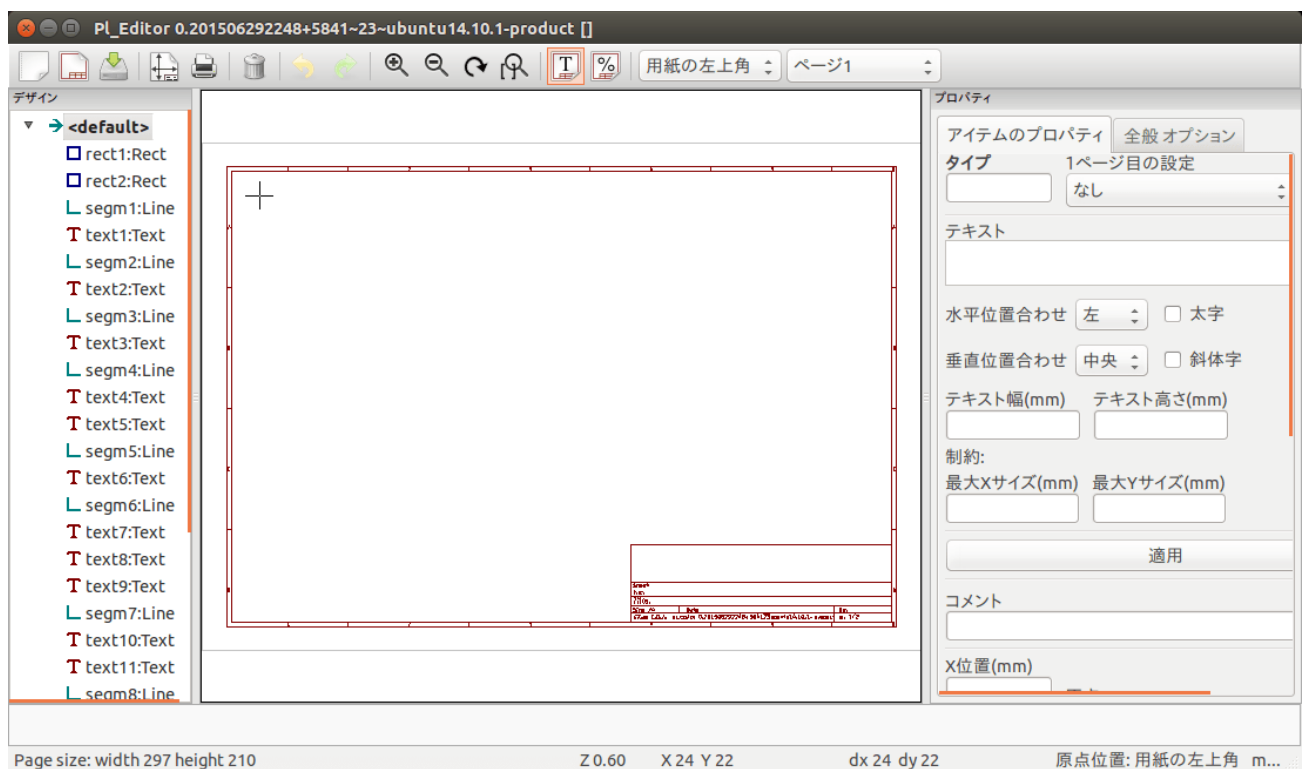 Pl_Editor 0.201506292248+5841~23~ubuntu14.10.1-product []
T % 用紙の左上角 ページ1
デザイン
<default>
rect1:Rect
rect2:Rect
segm1:Line
T text1:Text
segm2:Line
T text2:Text
segm3:Line
T text3:Text
segm4:Line
T text4:Text
T text5:Text
segm5:Line
T text6:Text
segm6:Line
T text7:Text
T text8:Text
T text9:Text
segm7:Line
T text10:Text
T text11:Text
segm8:Line
プロパティ
アイテムのプロパティ 全般 オプション
タイプ 1ページ目の設定
なし
テキスト
水平位置合わせ 左 太字
垂直位置合わせ 中央 斜体字
テキスト幅(mm) テキスト高さ(mm)
制約:
最大Xサイズ(mm) 最大Yサイズ(mm)
適用
コメント
X位置(mm)
Page size: width 297 height 210 Z 0.60 X 24 Y 22 dx 24 dy 22 原点位置: 用紙の左上角 m...